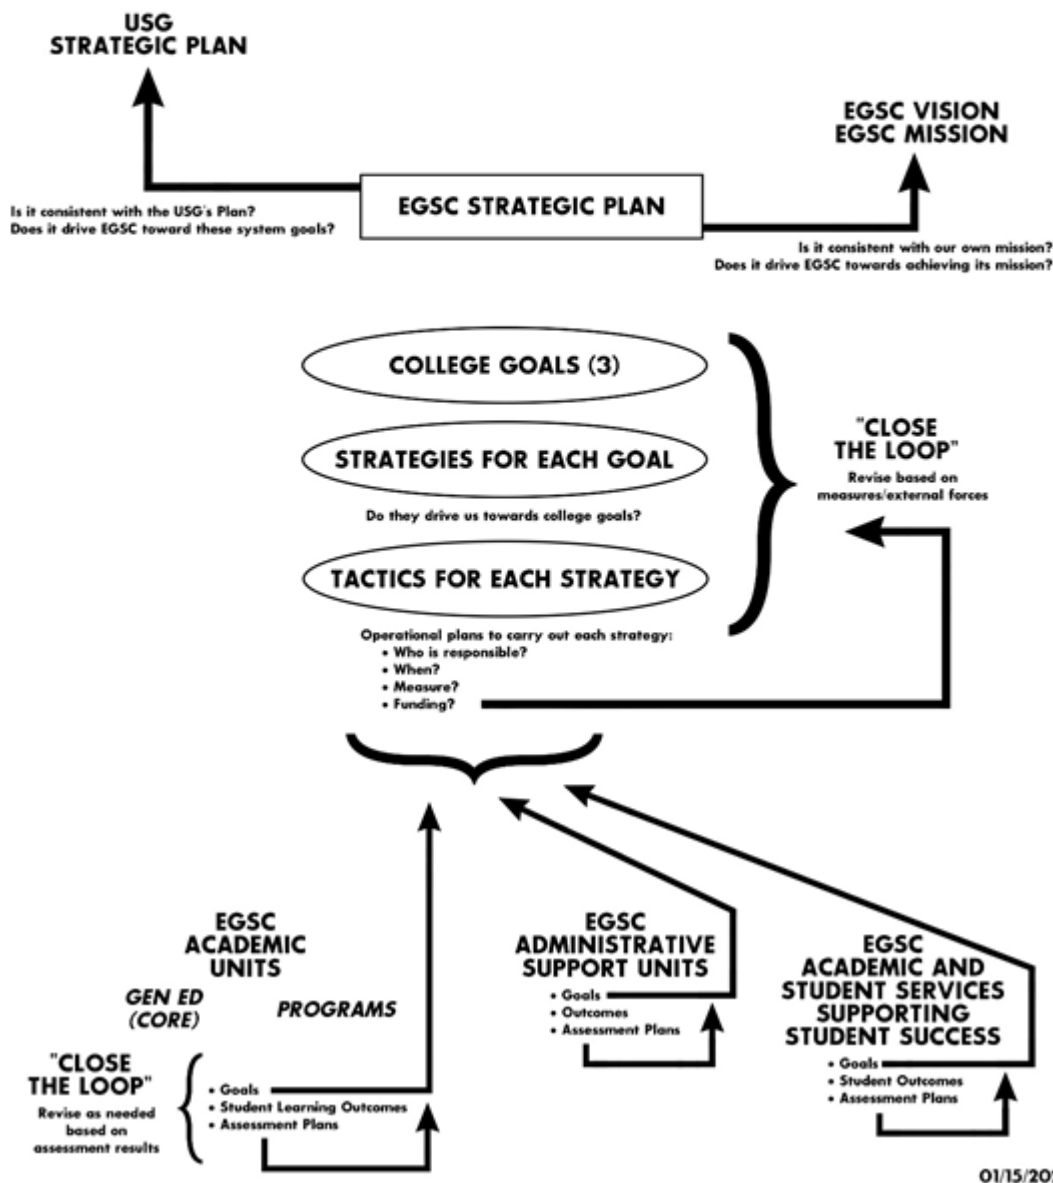 USG
STRATEGIC PLAN
EGSC VISION
EGSC MISSION
EGSC STRATEGIC PLAN
Is it consistent with the USG's Plan?
Does it drive EGSC toward these system goals?
Is it consistent with our own mission?
Does it drive EGSC towards achieving its mission?
COLLEGE GOALS (3)
STRATEGIES FOR EACH GOAL
Do they drive us towards college goals?
TACTICS FOR EACH STRATEGY
"CLOSE
THE LOOP"
Revise based on
measures/external forces
Operational plans to carry out each strategy:
• Who is responsible?
• When?
• Measure?
• Funding?
EGSC
ACADEMIC
UNITS
GEN ED
(CORE)
PROGRAMS
"CLOSE
THE LOOP"
Revise as needed
based on
assessment results
• Goals
• Student Learning Outcomes
• Assessment Plans
EGSC
ADMINISTRATIVE
SUPPORT UNITS
• Goals
• Outcomes
• Assessment Plans
EGSC
ACADEMIC AND
STUDENT SERVICES
SUPPORTING
STUDENT SUCCESS
• Goals
• Student Outcomes
• Assessment Plans